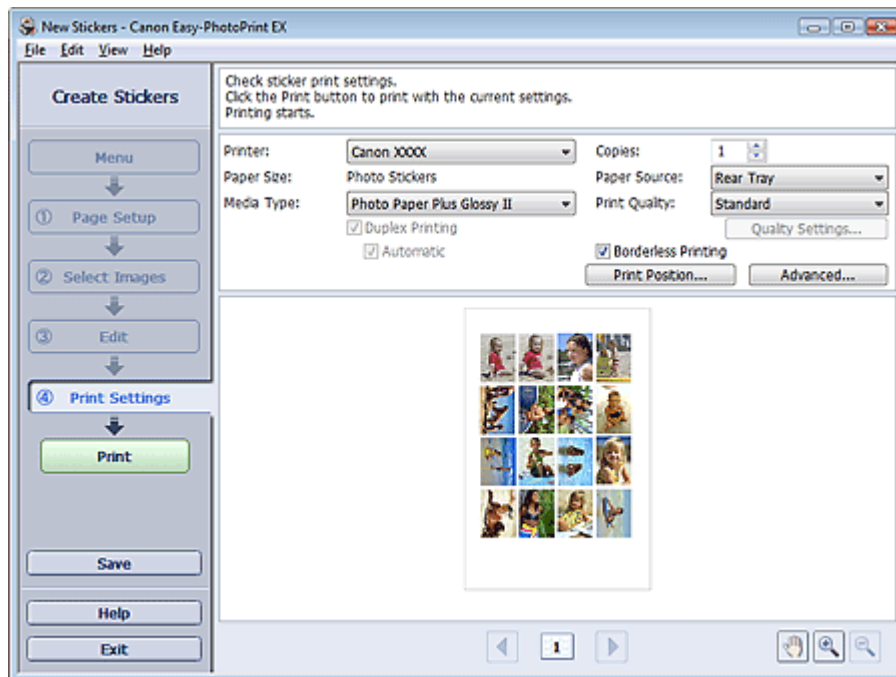 New Stickers - Canon Easy-PhotoPrint EX
File Edit View Help
Create Stickers
Menu
① Page Setup
② Select Images
③ Edit
④ Print Settings
Print
Save
Help
Exit
Check sticker print settings.
Click the Print button to print with the current settings.
Printing starts.
Printer: Canon XXXX Copies: 1
Paper Size: Photo Stickers Paper Source: Rear Tray
Media Type: Photo Paper Plus Glossy II Print Quality: Standard
Duplex Printing Quality Settings...
Automatic Borderless Printing
Print Position... Advanced...
1